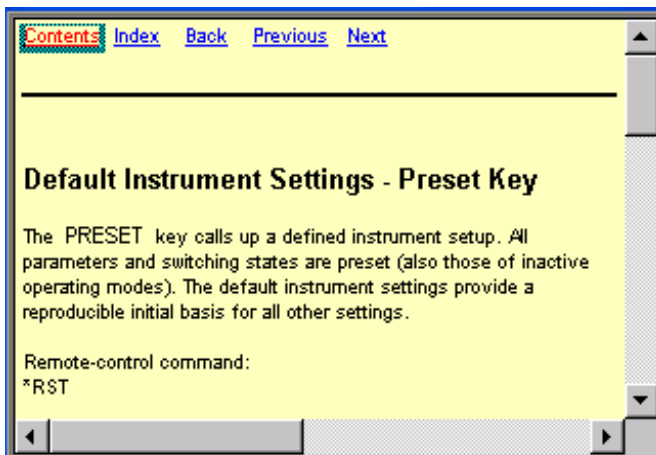 Contents Index Back Previous Next
Default Instrument Settings - Preset Key
The PRESET key calls up a defined instrument setup. All
parameters and switching states are preset (also those of inactive
operating modes). The default instrument settings provide a
reproducible initial basis for all other settings.
Remote-control command:
*RST